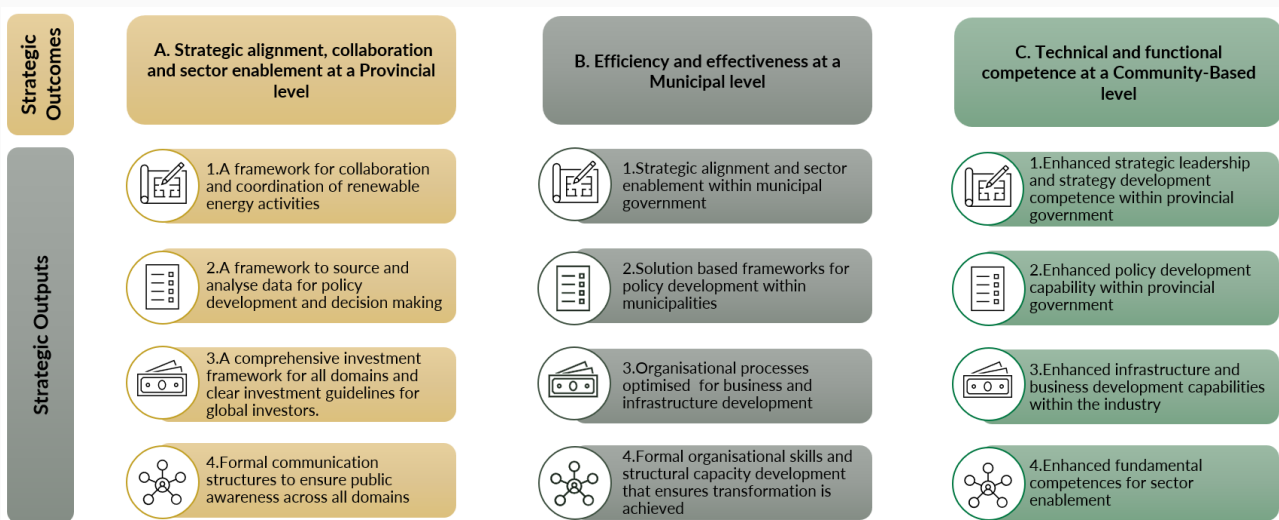 Strategic
Outcomes
A. Strategic alignment, collaboration
and sector enablement at a Provincial
level
B. Efficiency and effectiveness at a
Municipal level
C. Technical and functional
competence at a Community-Based
level
Strategic Outputs
1.A framework for collaboration
and coordination of renewable
energy activities
1.Strategic alignment and sector
enablement within municipal
government
1.Enhanced strategic leadership
and strategy development
competence within provincial
government
2.A framework to source and
analyse data for policy
development and decision making
2.Solution based frameworks for
policy development within
municipalities
2.Enhanced policy development
capability within provincial
government
3.A comprehensive investment
framework for all domains and
clear investment guidelines for
global investors.
3.Organisational processes
optimised for business and
infrastructure development
3.Enhanced infrastructure and
business development capabilities
within the industry
4.Formal communication
structures to ensure public
awareness across all domains
4.Formal organisational skills and
structural capacity development
that ensures transformation is
achieved
4.Enhanced fundamental
competences for sector
enablement